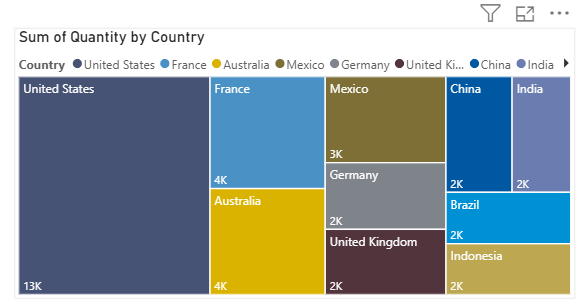 Sum of Quantity by Country
Country United States France Australia Mexico Germany United Ki... China India
United States
13K
France
4K
Australia
4K
Mexico
3K
Germany
2K
United Kingdom
2K
China
2K
India
2K
Brazil
2K
Indonesia
2K